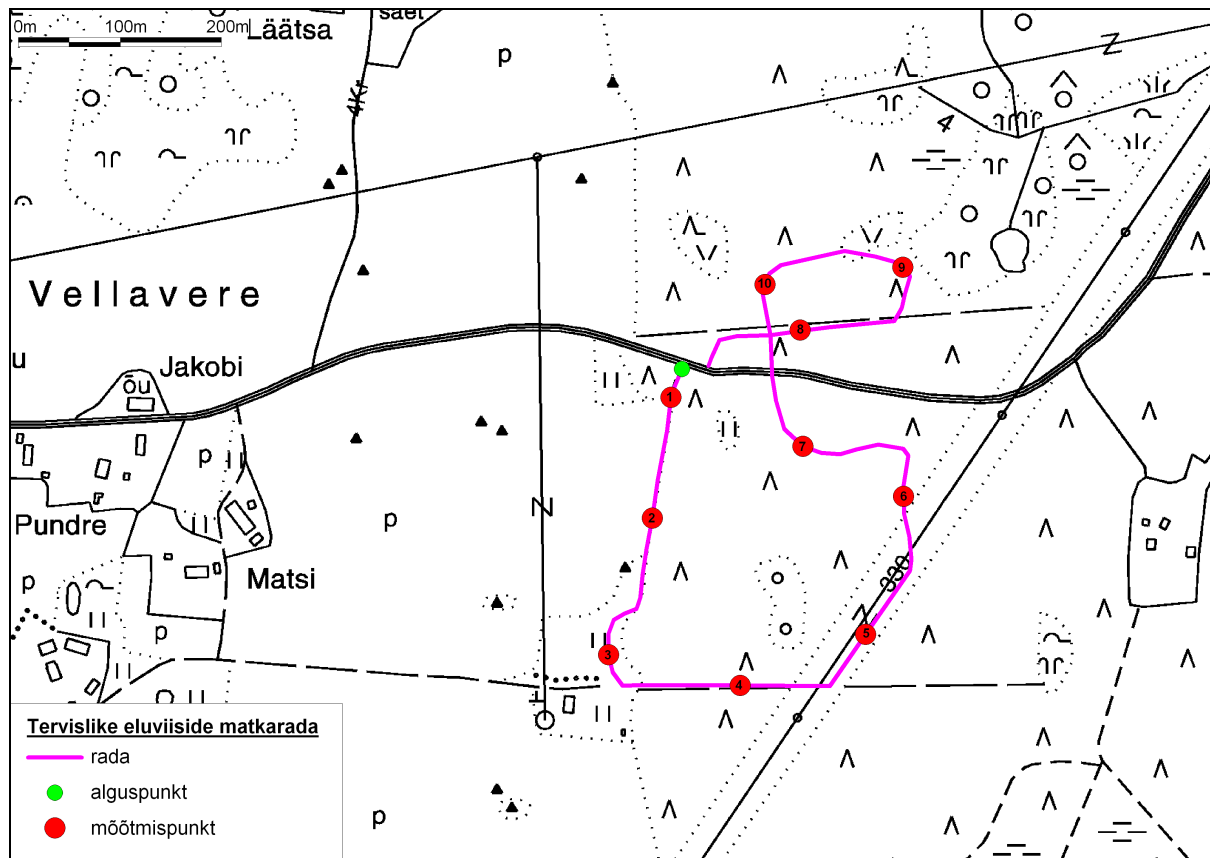 0m 100m 200m
Läätsa
saet
p
4Kr
Z
4
Vellavere
10
9
8
u
Jakobi
õu
1
p
7
6
Pundre
p
2
Z
330
Matsi
p
p
3
5
4
Tervislike eluviiside matkarada
rada
alguspunkt
mõõtmispunkt
p